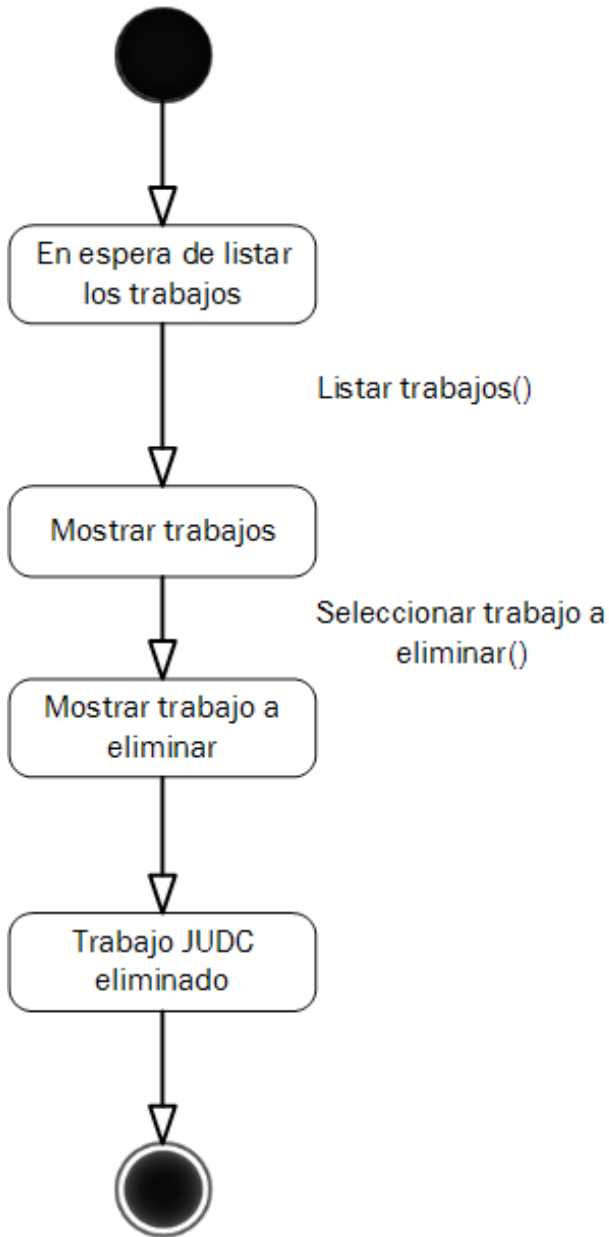 En espera de listar
los trabajos
Listar trabajos()
Mostrar trabajos
Seleccionar trabajo a
eliminar()
Mostrar trabajo a
eliminar
Trabajo JUDC
eliminado